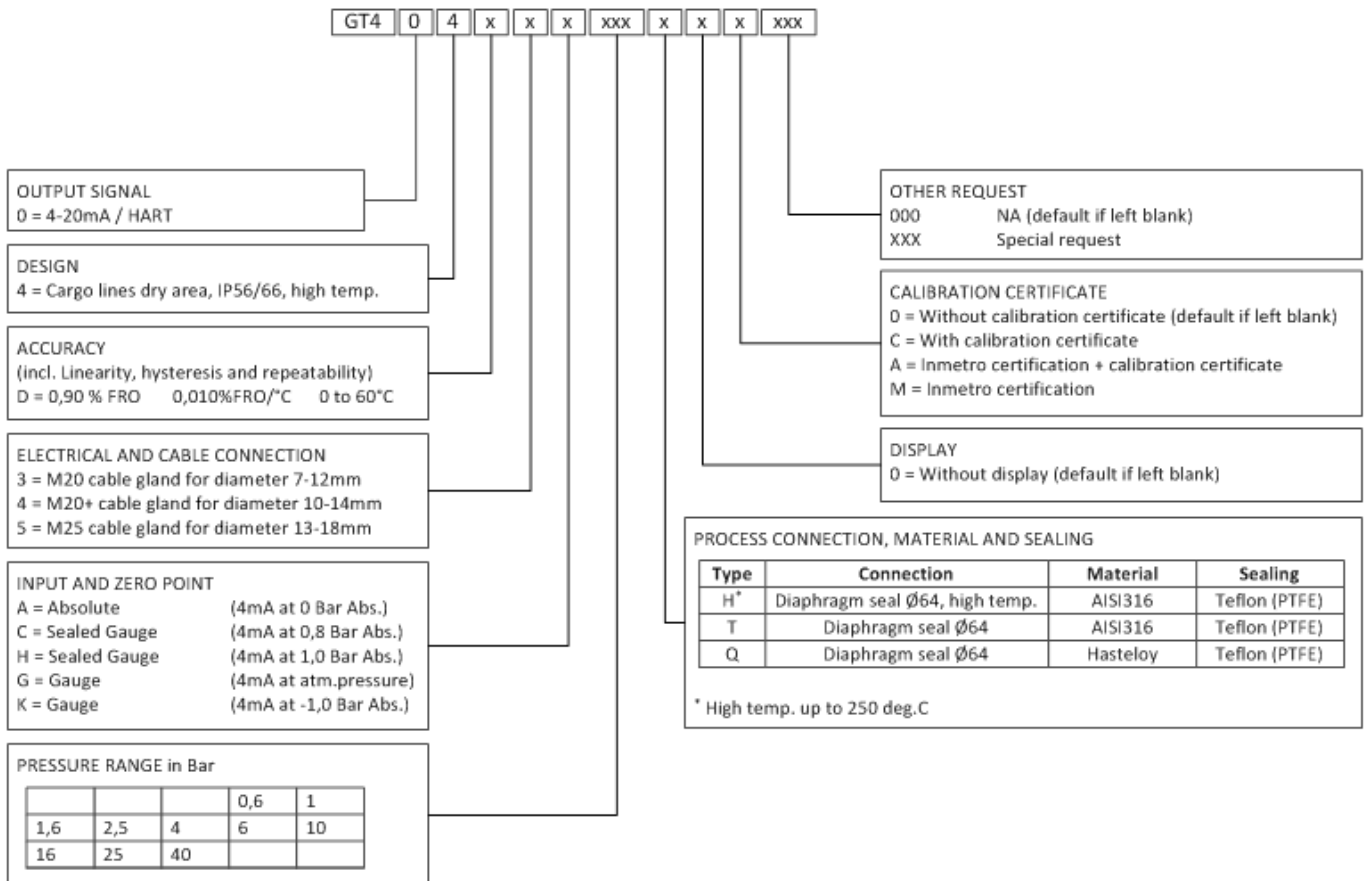 GT4 0 4 x x x xxx x x x xxx
OUTPUT SIGNAL
0 = 4-20mA / HART
DESIGN
4 = Cargo lines dry area, IP56/66, high temp.
ACCURACY
(incl. Linearity, hysteresis and repeatability)
D = 0,90 % FRO 0,010%FRO/°C 0 to 60°C
ELECTRICAL AND CABLE CONNECTION
3 = M20 cable gland for diameter 7-12mm
4 = M20+ cable gland for diameter 10-14mm
5 = M25 cable gland for diameter 13-18mm
INPUT AND ZERO POINT
A = Absolute (4mA at 0 Bar Abs.)
C = Sealed Gauge (4mA at 0,8 Bar Abs.)
H = Sealed Gauge (4mA at 1,0 Bar Abs.)
G = Gauge (4mA at atm.pressure)
K = Gauge (4mA at -1,0 Bar Abs.)
PRESSURE RANGE in Bar
0,6 1
1,6 2,5 4 6 10
16 25 40
OTHER REQUEST
000 NA (default if left blank)
XXX Special request
CALIBRATION CERTIFICATE
0 = Without calibration certificate (default if left blank)
C = With calibration certificate
A = Inmetro certification + calibration certificate
M = Inmetro certification
DISPLAY
0 = Without display (default if left blank)
PROCESS CONNECTION, MATERIAL AND SEALING
Type Connection Material Sealing
H* Diaphragm seal Ø64, high temp. AISI316 Teflon (PTFE)
T Diaphragm seal Ø64 AISI316 Teflon (PTFE)
Q Diaphragm seal Ø64 Hasteloy Teflon (PTFE)
* High temp. up to 250 deg.C